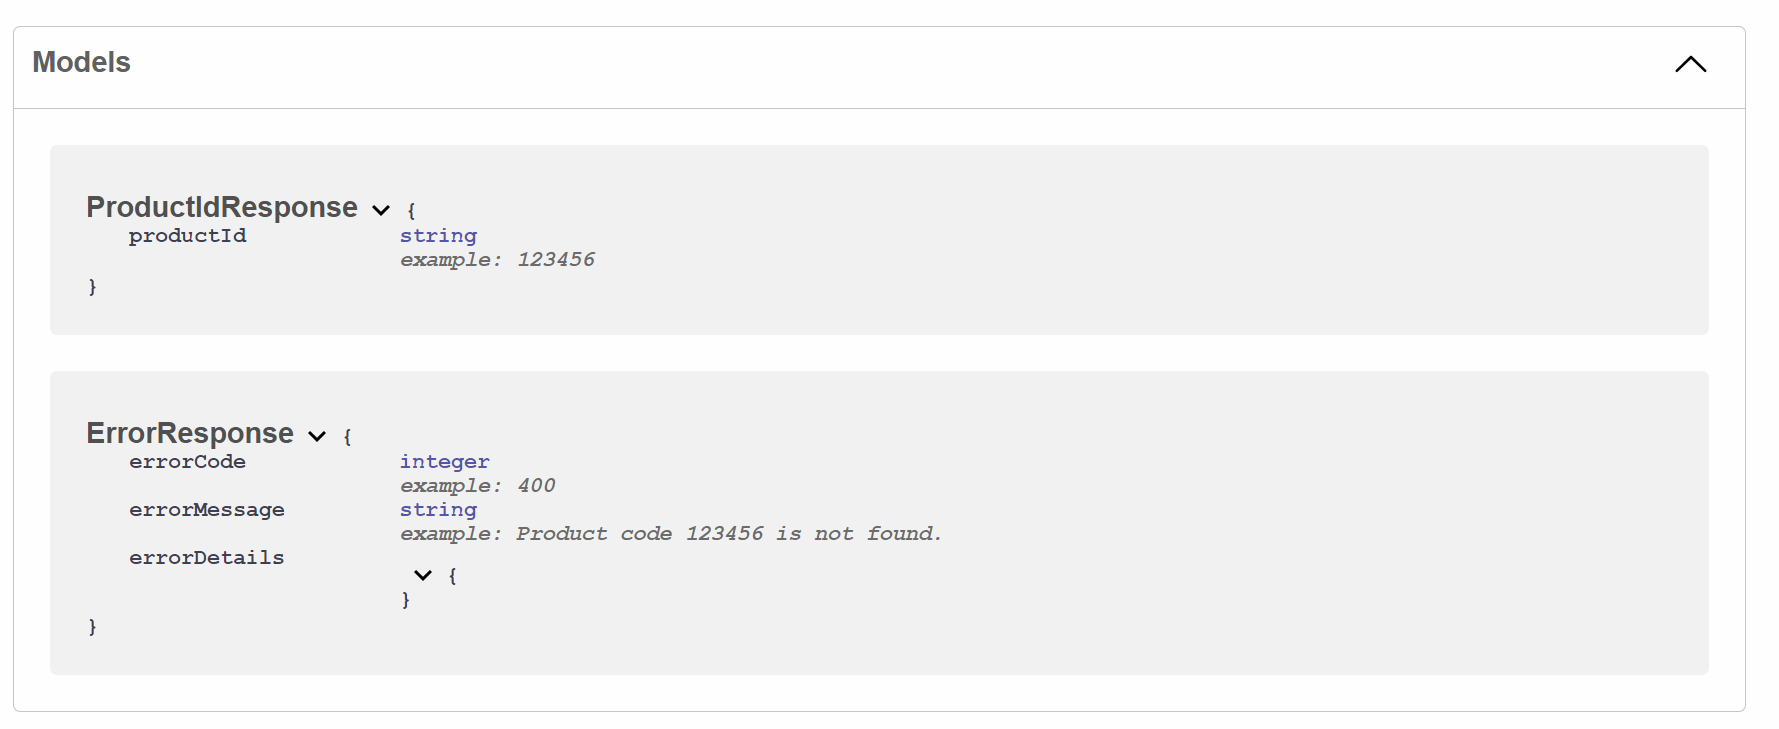 Models
ProductIdResponse {
productId string
example: 123456
}
ErrorResponse {
errorCode integer
example: 400
errorMessage string
example: Product code 123456 is not found.
errorDetails
{
}
}